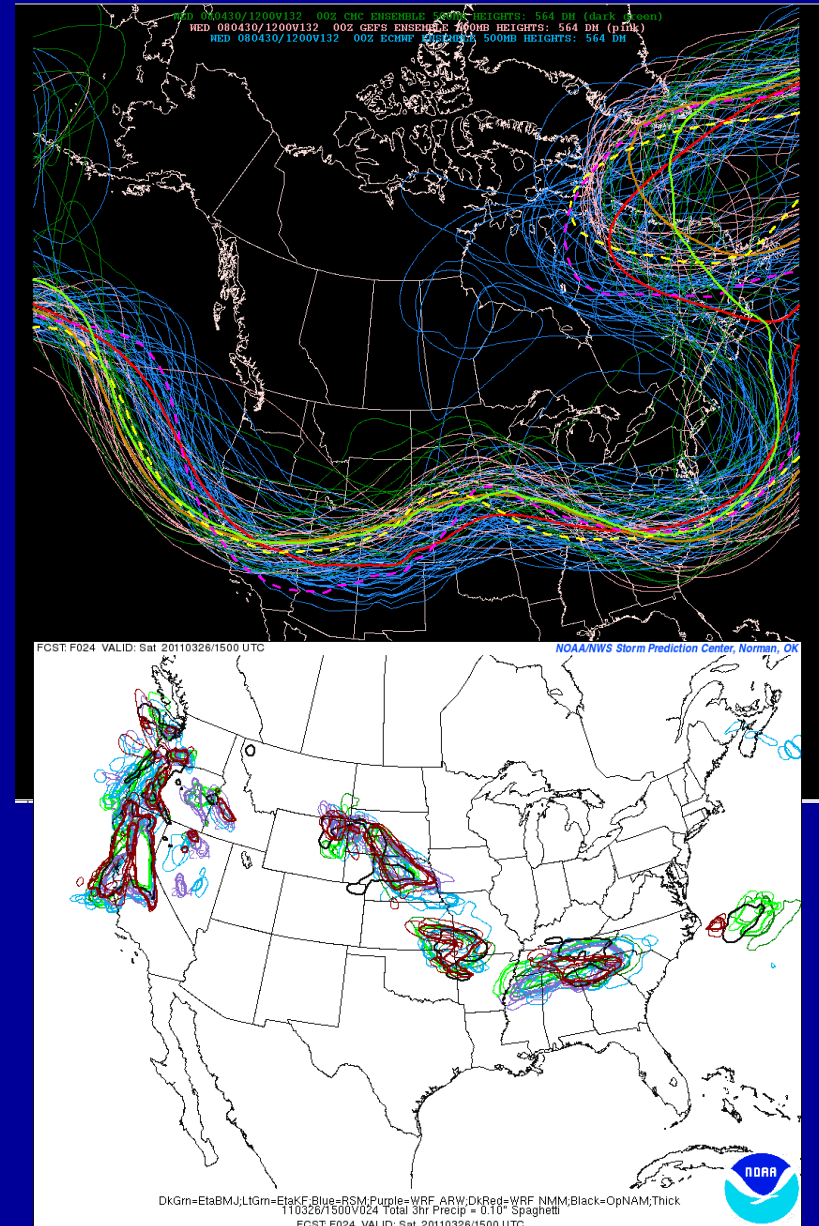 WED 080430/1200V132 00Z CMC ENSEMBLE 500MB HEIGHTS: 564 DM (dark green)
WED 080430/1200V132 00Z GEFS ENSEMBLE 500MB HEIGHTS: 564 DM (pink)
WED 080430/1200V132 00Z ECMWF ENSEMBLE 500MB HEIGHTS: 564 DM
FCST: F024 VALID: Sat 20110326/1500 UTC NOAA/NWS Storm Prediction Center, Norman, OK
NOAA
DkGrn=EtaBMJ;LtGrn=EtaKF;Blue=RSM;Purple=WRF ARW;DkRed=WRF NMM;Black=OpNAM;Thick
110326/1500V024 Total 3hr Precip = 0.10" Spaghetti
FCST F024 VALID: Sat 20110326/1500 UTC